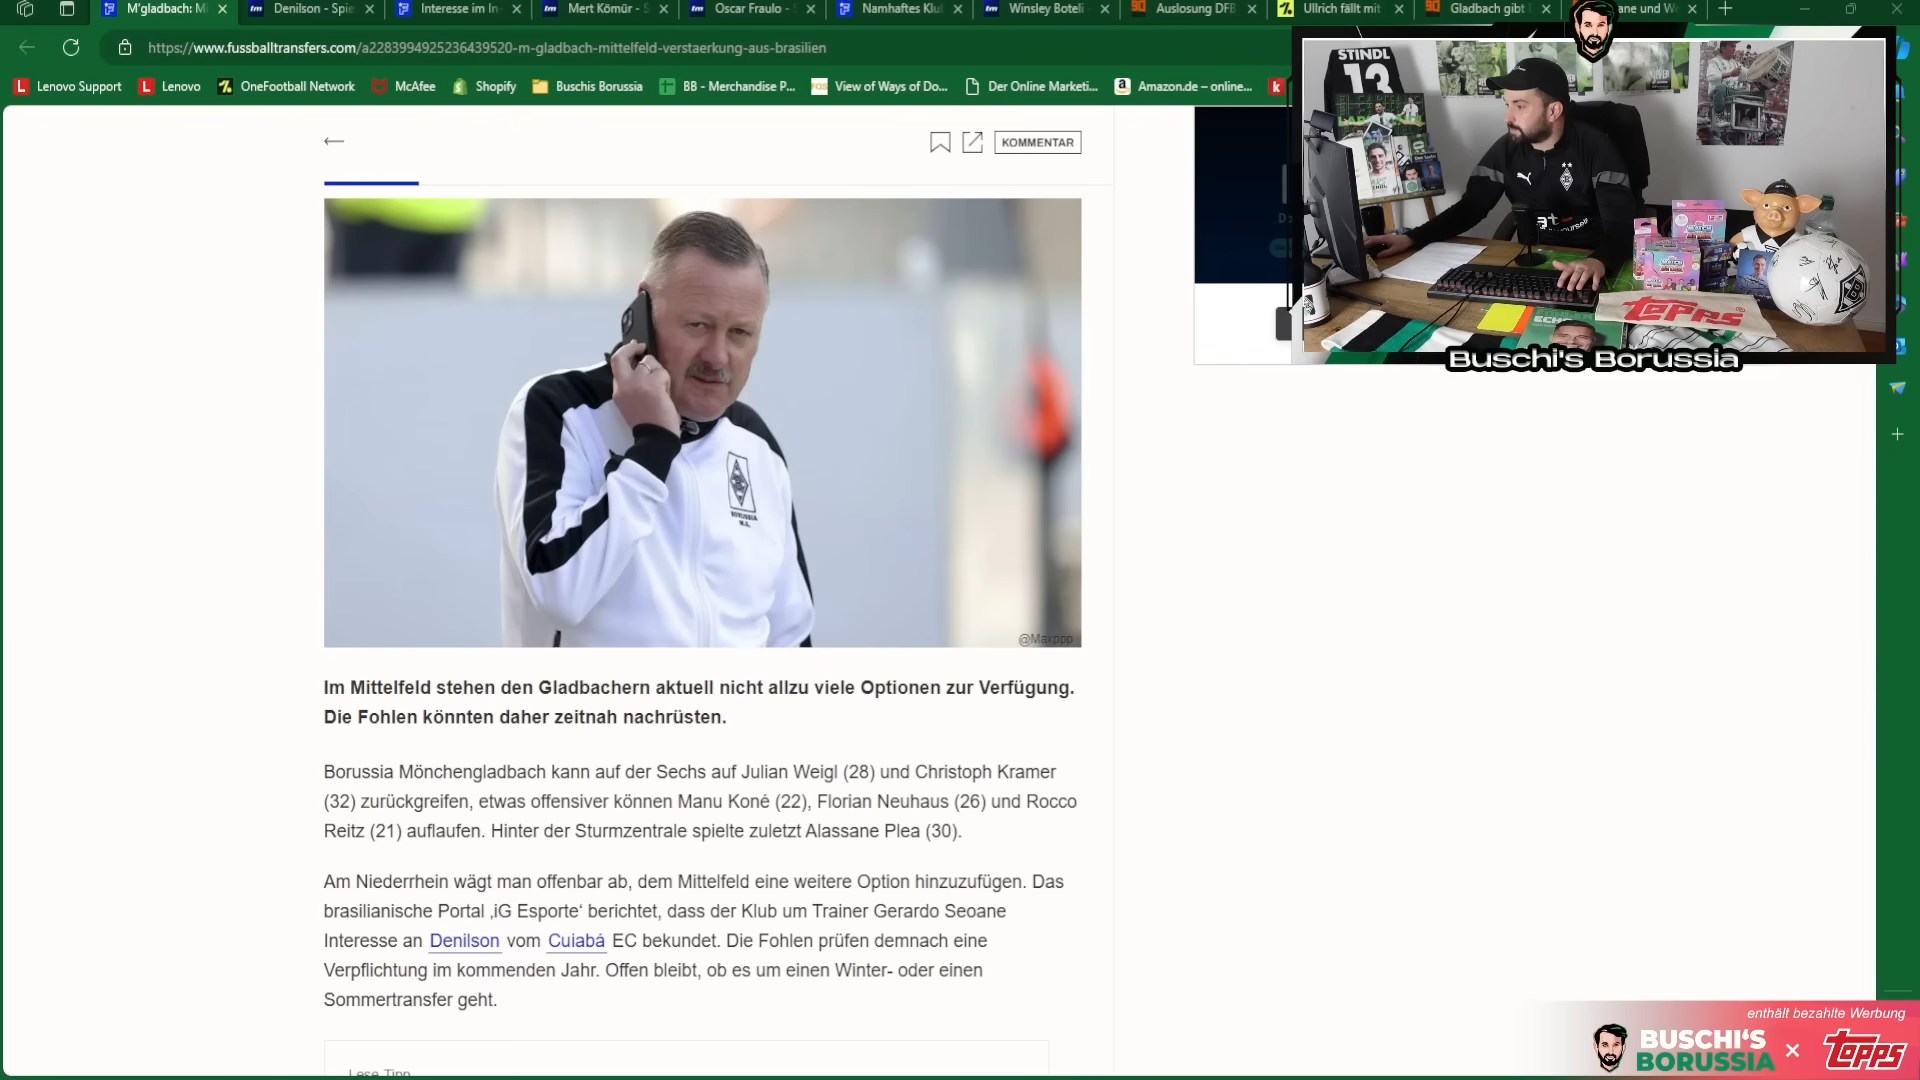 M'gladbach: Mi
Denilson - Spie
Interesse im In
Mert Kömür - S
Oscar Fraulo - S
Namhaftes Klu
Winsley Boteli -
Auslosung DFB
Ullrich fällt mit
Gladbach gibt
https://www.fussballtransfers.com/a2283994925236439520-m-gladbach-mittelfeld-verstaerkung-aus-brasilien
Lenovo Support
Lenovo
OneFootball Network
McAfee
Shopify
Buschis Borussia
BB - Merchandise P...
View of Ways of Do...
Der Online Marketi...
Amazon.de – online...
KOMMENTAR
STINDL
13
TOPPS
Buschi's Borussia
BORUSSIA
M.G.
@Maxppp
Im Mittelfeld stehen den Gladbachern aktuell nicht allzu viele Optionen zur Verfügung.
Die Fohlen könnten daher zeitnah nachrüsten.
Borussia Mönchengladbach kann auf der Sechs auf Julian Weigl (28) und Christoph Kramer
(32) zurückgreifen, etwas offensiver können Manu Koné (22), Florian Neuhaus (26) und Rocco
Reitz (21) auflaufen. Hinter der Sturmzentrale spielte zuletzt Alassane Plea (30).
Am Niederrhein wägt man offenbar ab, dem Mittelfeld eine weitere Option hinzuzufügen. Das
brasilianische Portal ‚iG Esporte‘ berichtet, dass der Klub um Trainer Gerardo Seoane
Interesse an Denilson vom Cuiabá EC bekundet. Die Fohlen prüfen demnach eine
Verpflichtung im kommenden Jahr. Offen bleibt, ob es um einen Winter- oder einen
Sommertransfer geht.
Lese Tipp
enthält bezahlte Werbung
BUSCHI'S
BORUSSIA
×
TOPPS